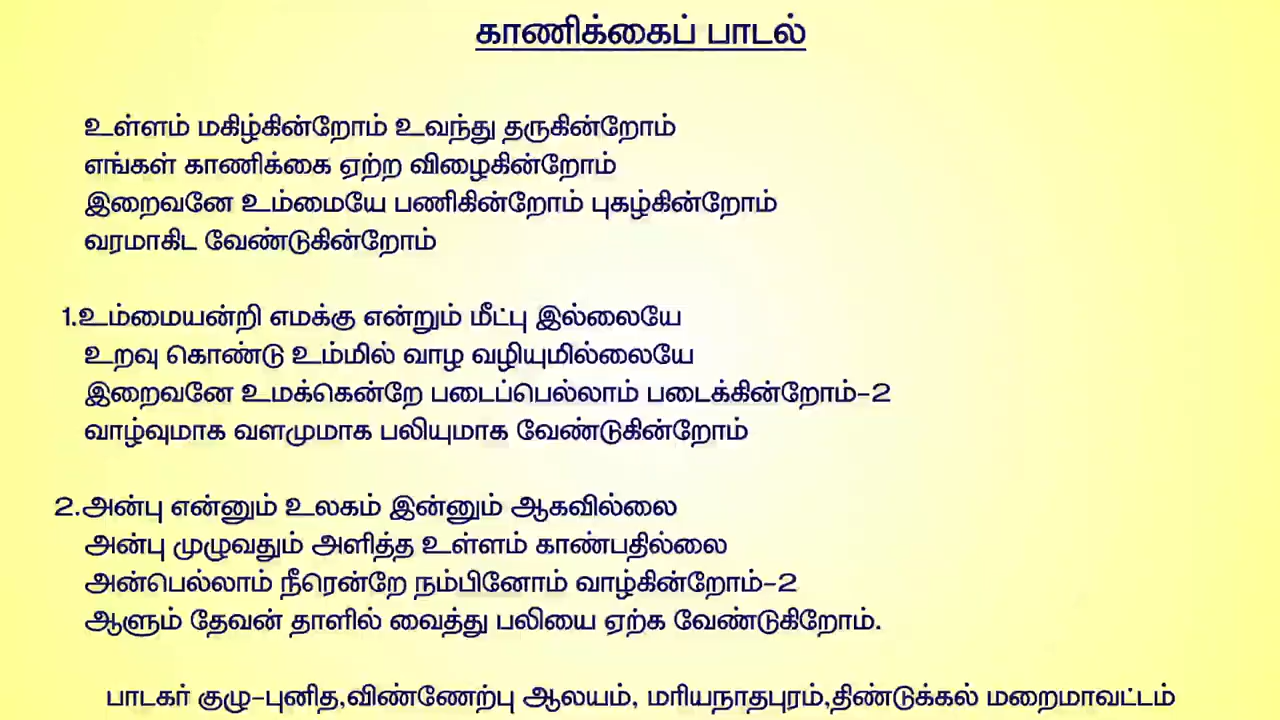 காணிக்கைப் பாடல்
உள்ளம் மகிழ்கின்றோம் உவந்து தருகின்றோம்
எங்கள் காணிக்கை ஏற்ற விழைகின்றோம்
இறைவனே உம்மையே பணிகின்றோம் புகழ்கின்றோம்
வரமாகிட வேண்டுகின்றோம்
1.உம்மையன்றி எமக்கு என்றும் மீட்பு இல்லையே
உறவு கொண்டு உம்மில் வாழ வழியுமில்லையே
இறைவனே உமக்கென்றே படைப்பெல்லாம் படைக்கின்றோம்-2
வாழ்வுமாக வளமுமாக பலியுமாக வேண்டுகின்றோம்
2.அன்பு என்னும் உலகம் இன்னும் ஆகவில்லை
அன்பு முழுவதும் அளித்த உள்ளம் காண்பதில்லை
அன்பெல்லாம் நீரென்றே நம்பினோம் வாழ்கின்றோம்-2
ஆளும் தேவன் தாளில் வைத்து பலியை ஏற்க வேண்டுகிறோம்.
பாடகர் குழு-புனித,விண்ணேற்பு ஆலயம், மரியநாதபுரம்,திண்டுக்கல் மறைமாவட்டம்